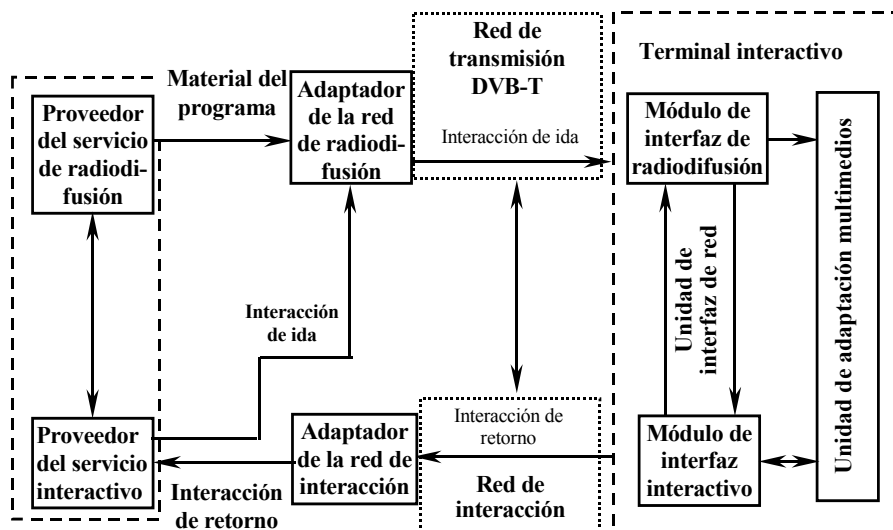 Proveedor
del servicio
de radiodi-
fusión
Material del
programa
Adaptador
de la red
de radiodi-
fusión
Red de
transmisión
DVB-T
Interacción de ida
Terminal interactivo
Módulo de
interfaz de
radiodifusión
Unidad de
interfaz de red
Unidad de adaptación multimedios
Interacción
de ida
Proveedor
del servicio
interactivo
Interacción
de retorno
Adaptador
de la red de
interacción
Interacción de
retorno
Red de
interacción
Módulo de
interfaz
interactivo